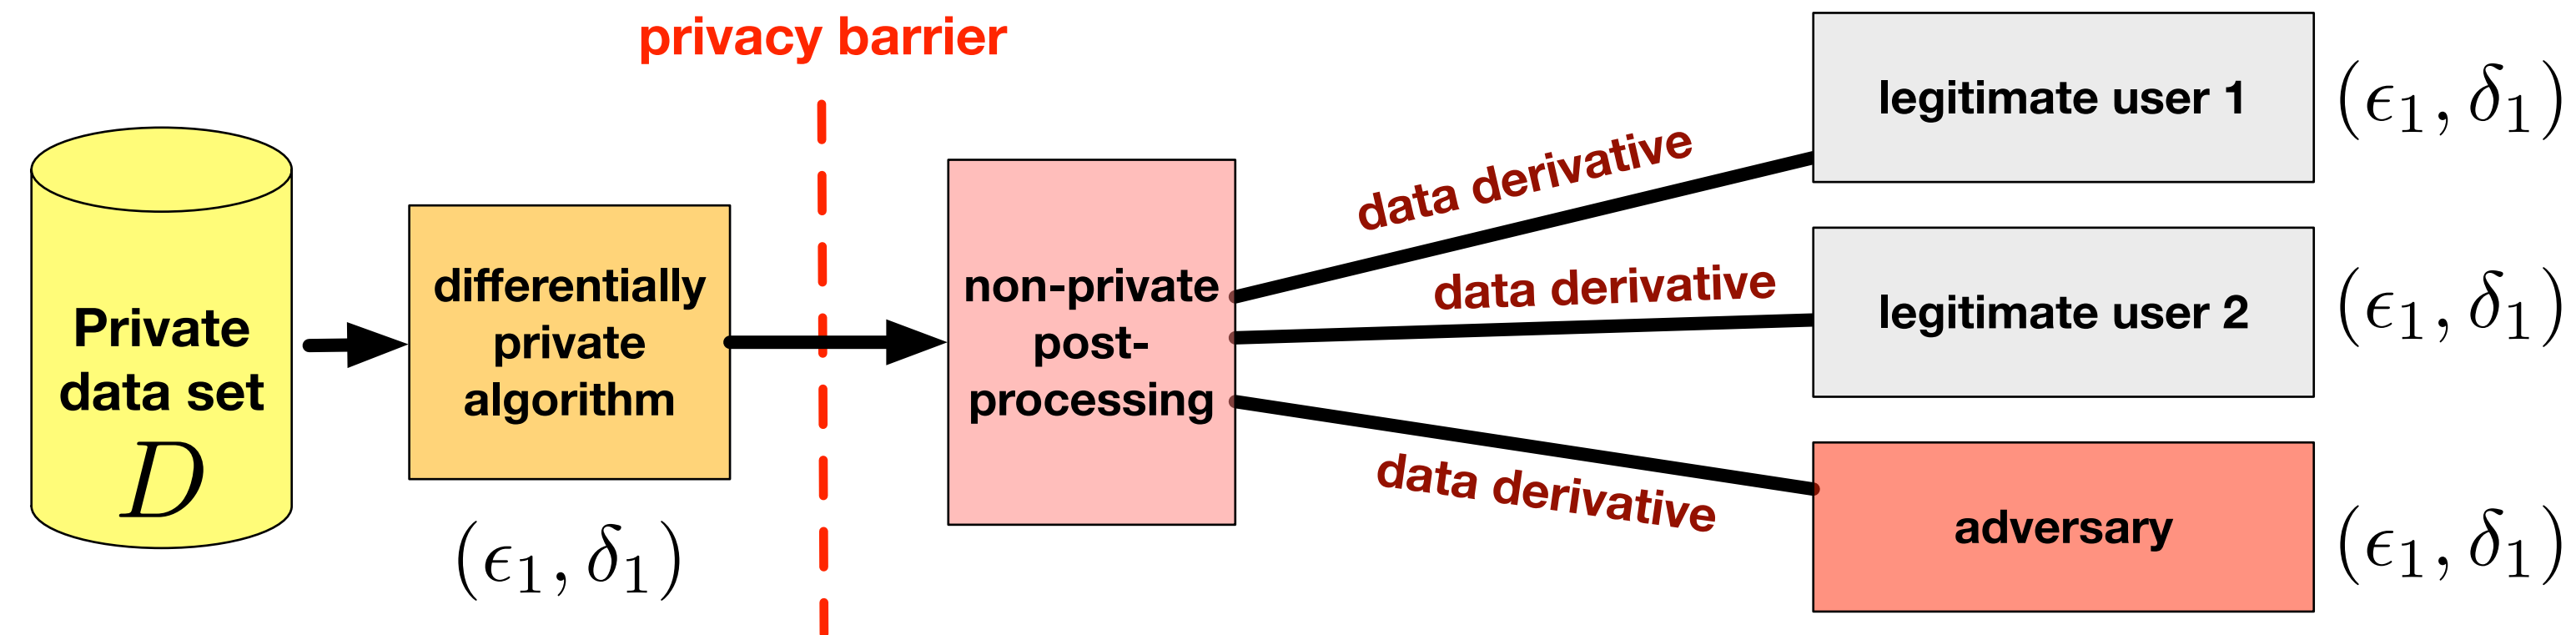 privacy barrier
Private
data set
D
differentially
private
algorithm
(ϵ₁, δ₁)
non-private
post-
processing
data derivative
data derivative
data derivative
legitimate user 1
(ϵ₁, δ₁)
legitimate user 2
(ϵ₁, δ₁)
adversary
(ϵ₁, δ₁)